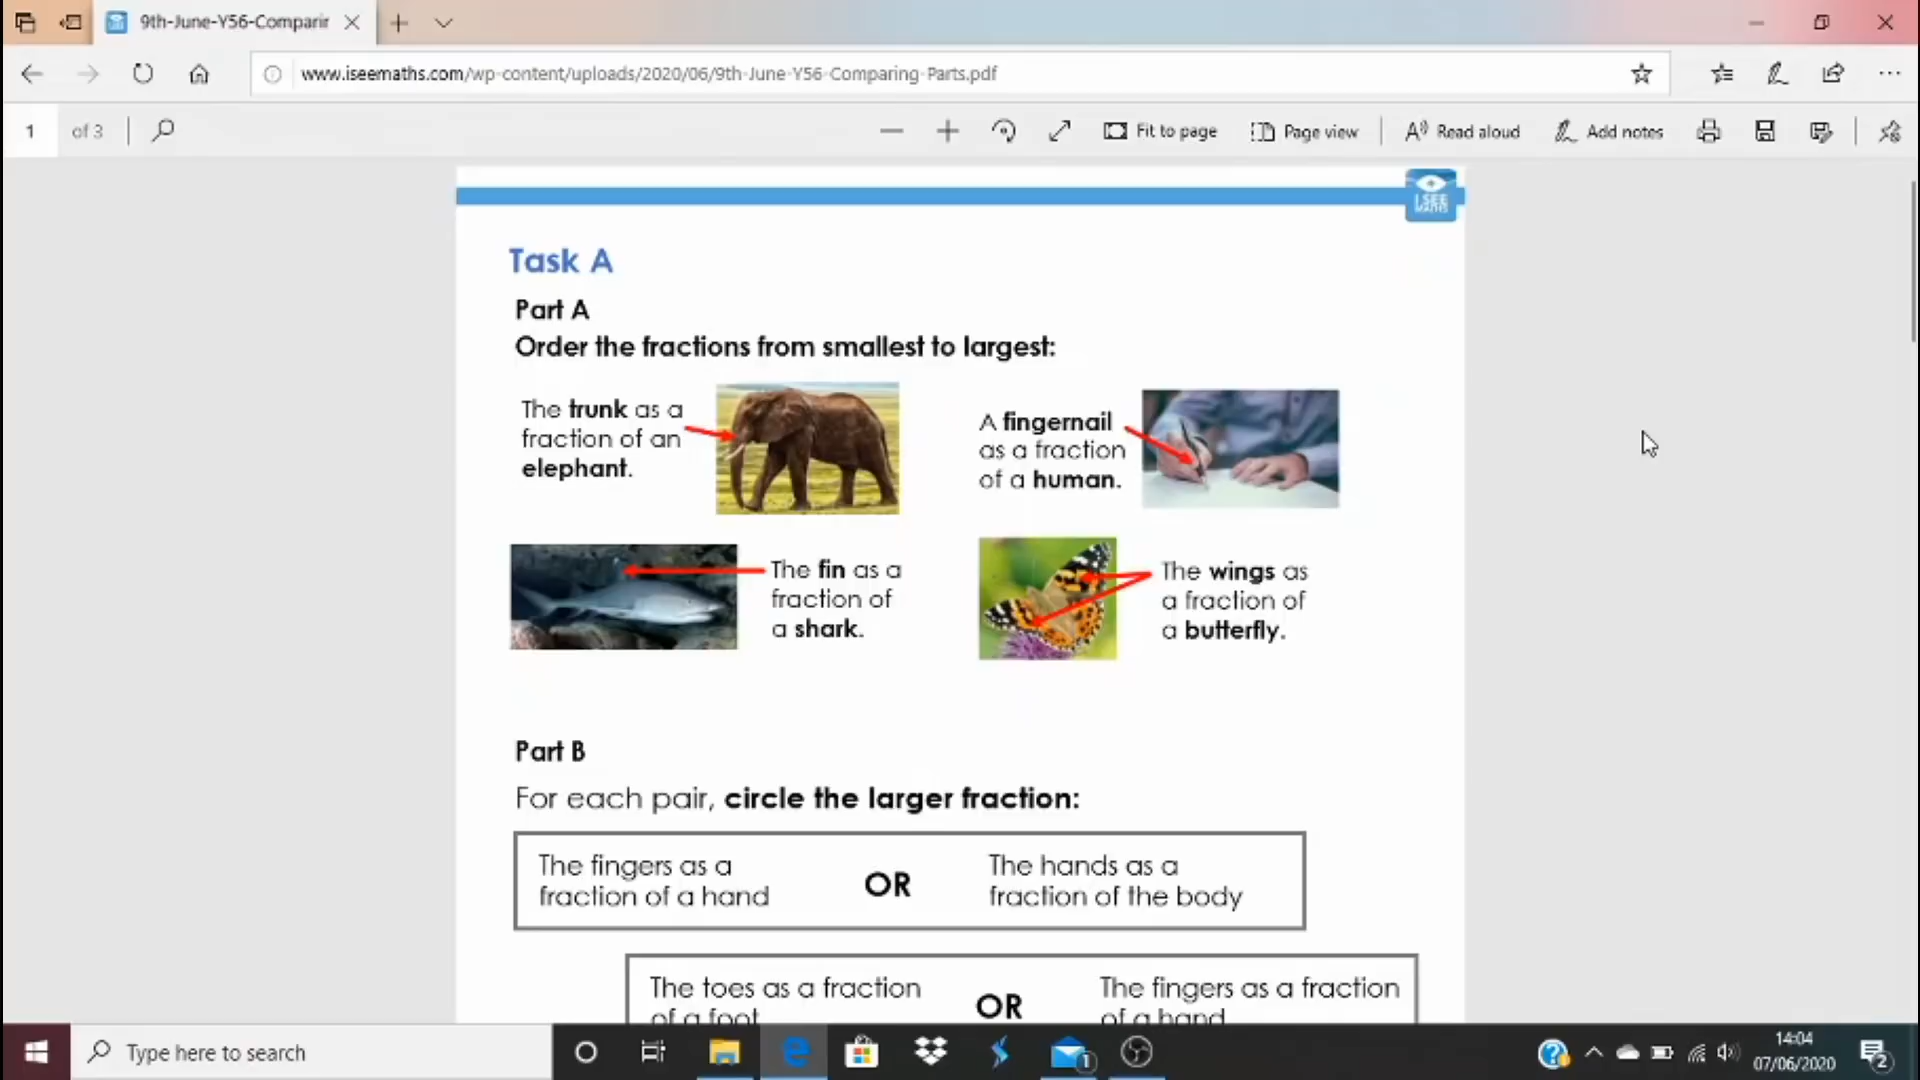 9th-June-Y56-Comparir
www.iseemaths.com/wp-content/uploads/2020/06/9th-June-Y56-Comparing-Parts.pdf
1 of 3
Fit to page
Page view
Read aloud
Add notes
I SEE
MATHS
Task A
Part A
Order the fractions from smallest to largest:
The trunk as a
fraction of an
elephant.
A fingernail
as a fraction
of a human.
The fin as a
fraction of
a shark.
The wings as
a fraction of
a butterfly.
Part B
For each pair, circle the larger fraction:
The fingers as a
fraction of a hand
OR
The hands as a
fraction of the body
The toes as a fraction
of a foot
OR
The fingers as a fraction
of a hand
Type here to search
1
14:04
07/06/2020
2